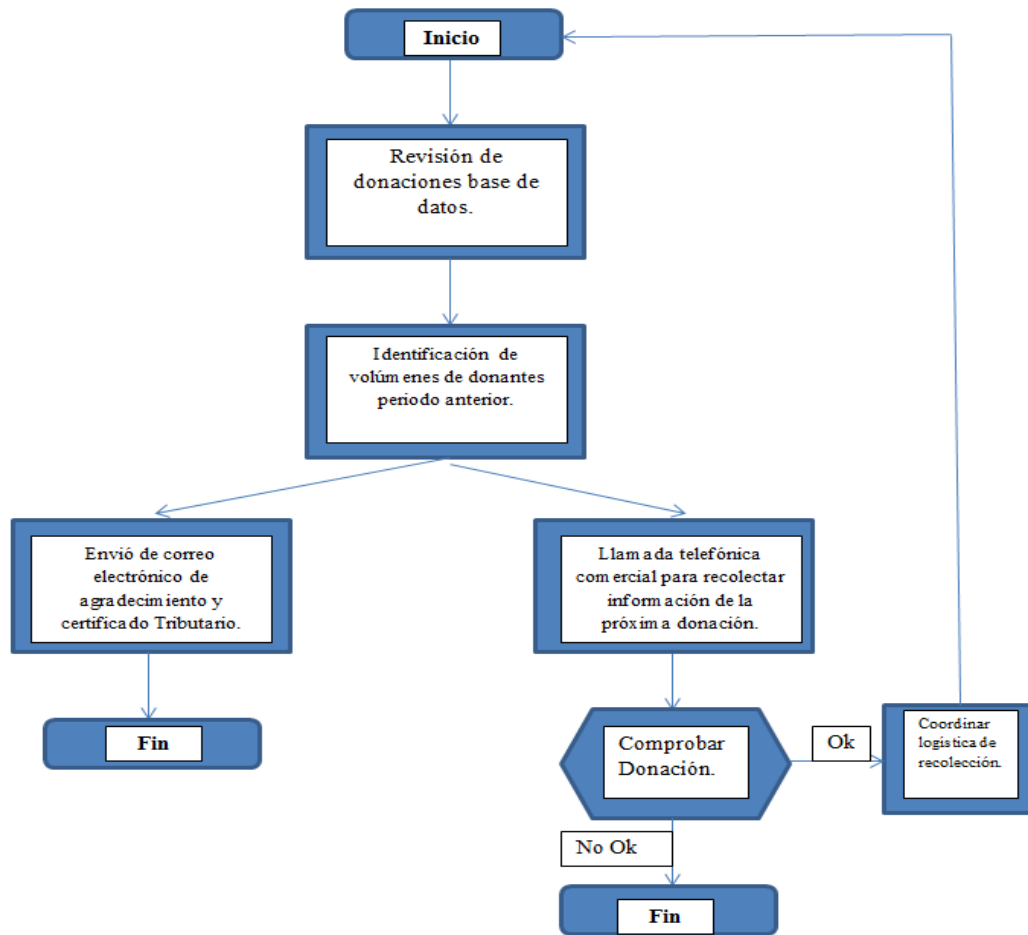 Inicio
Revisión de
donaciones base de
datos.
Identificación de
volúmenes de donantes
periodo anterior.
Envió de correo
electrónico de
agradecimiento y
certificado Tributario.
Llamada telefónica
comercial para recolectar
información de la
próxima donación.
Fin
Comprobar
Donación.
Ok
Coordinar
logística de
recolección.
No Ok
Fin